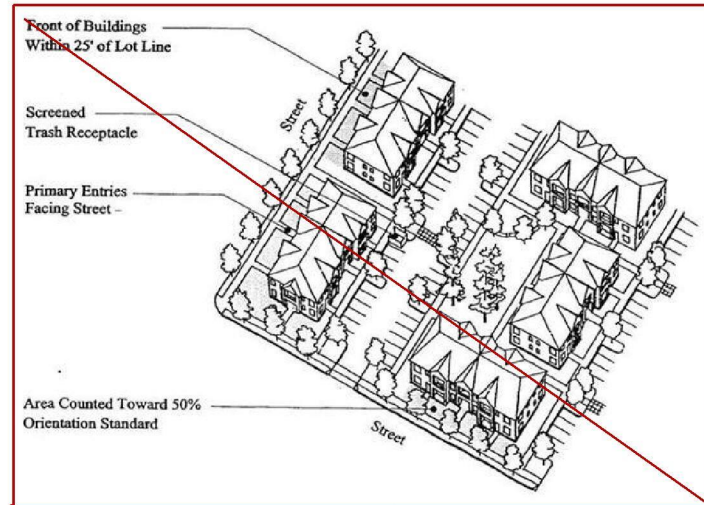 Front of Buildings
Within 25' of Lot Line
Street
Screened
Trash Receptacle
Primary Entries
Facing Street –
Area Counted Toward 50%
Orientation Standard
Street